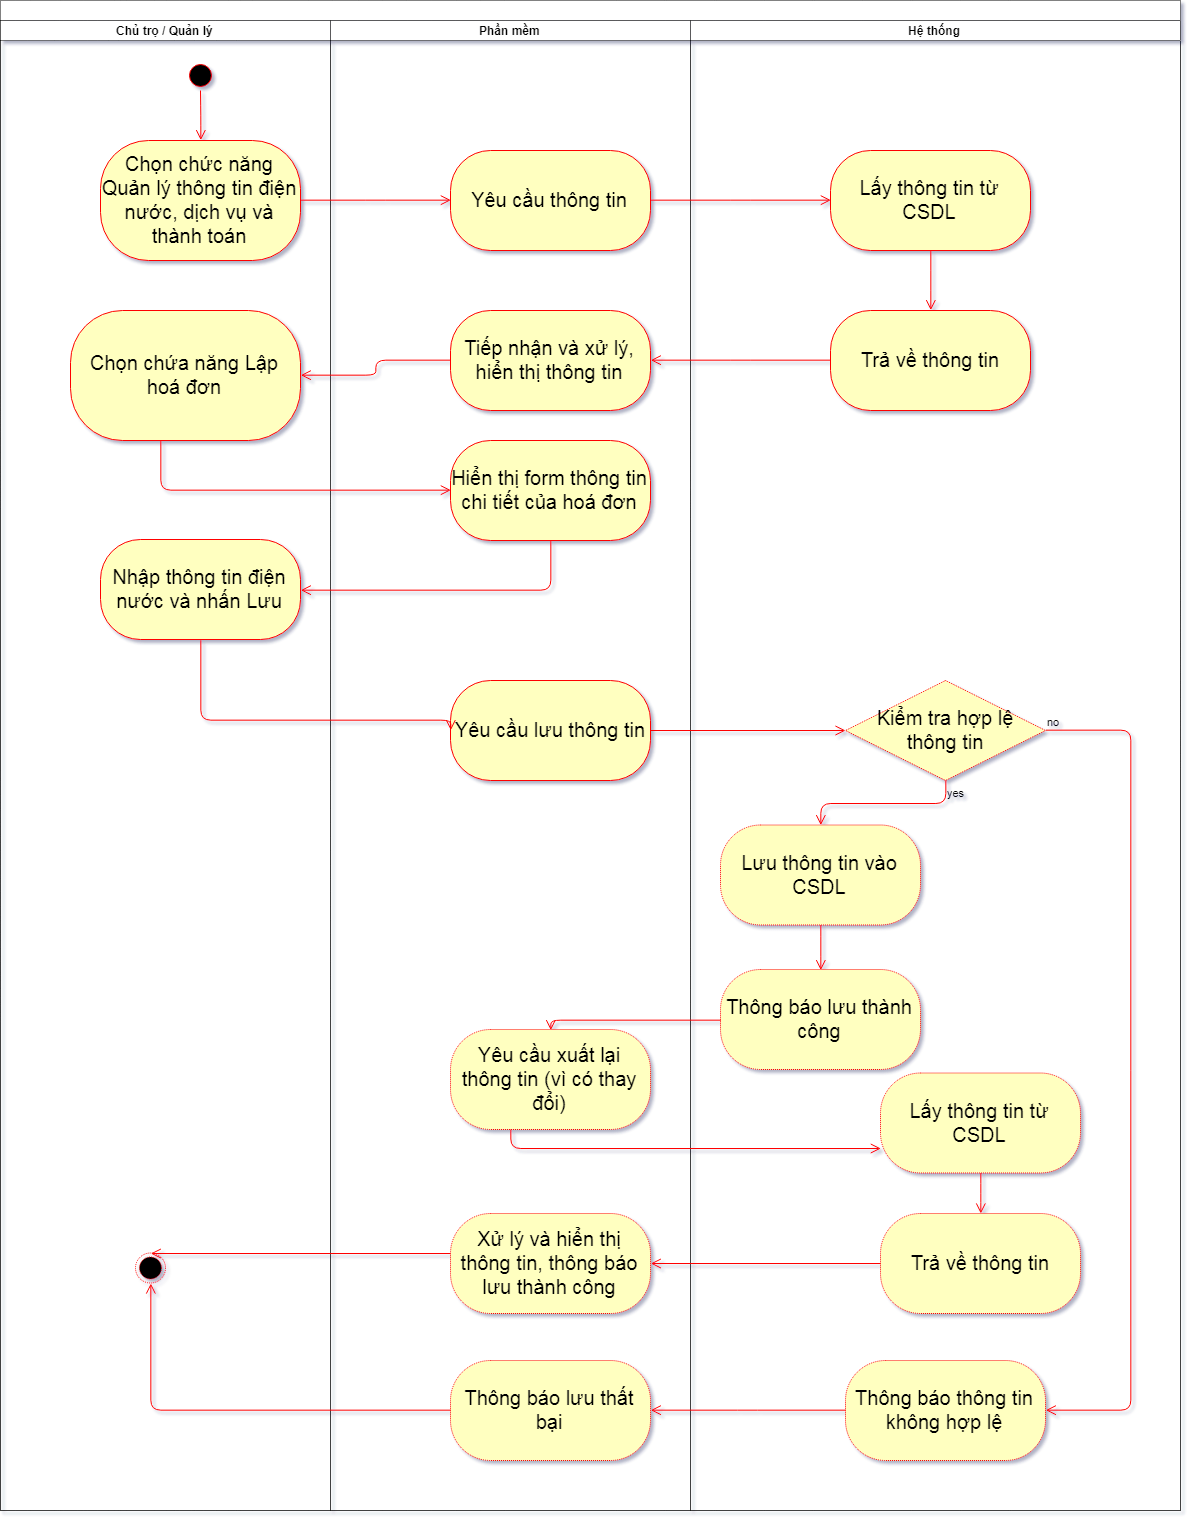 Chủ trọ / Quản lý
Phần mềm
Hệ thống
Chọn chức năng
Quản lý thông tin điện
nước, dịch vụ và
thành toán
Yêu cầu thông tin
Lấy thông tin từ
CSDL
Chọn chứa năng Lập
hoá đơn
Tiếp nhận và xử lý,
hiển thị thông tin
Trả về thông tin
Hiển thị form thông tin
chi tiết của hoá đơn
Nhập thông tin điện
nước và nhấn Lưu
Yêu cầu lưu thông tin
Kiểm tra hợp lệ
thông tin
no
yes
Lưu thông tin vào
CSDL
Thông báo lưu thành
công
Yêu cầu xuất lại
thông tin (vì có thay
đổi)
Lấy thông tin từ
CSDL
Xử lý và hiển thị
thông tin, thông báo
lưu thành công
Trả về thông tin
Thông báo lưu thất
bại
Thông báo thông tin
không hợp lệ